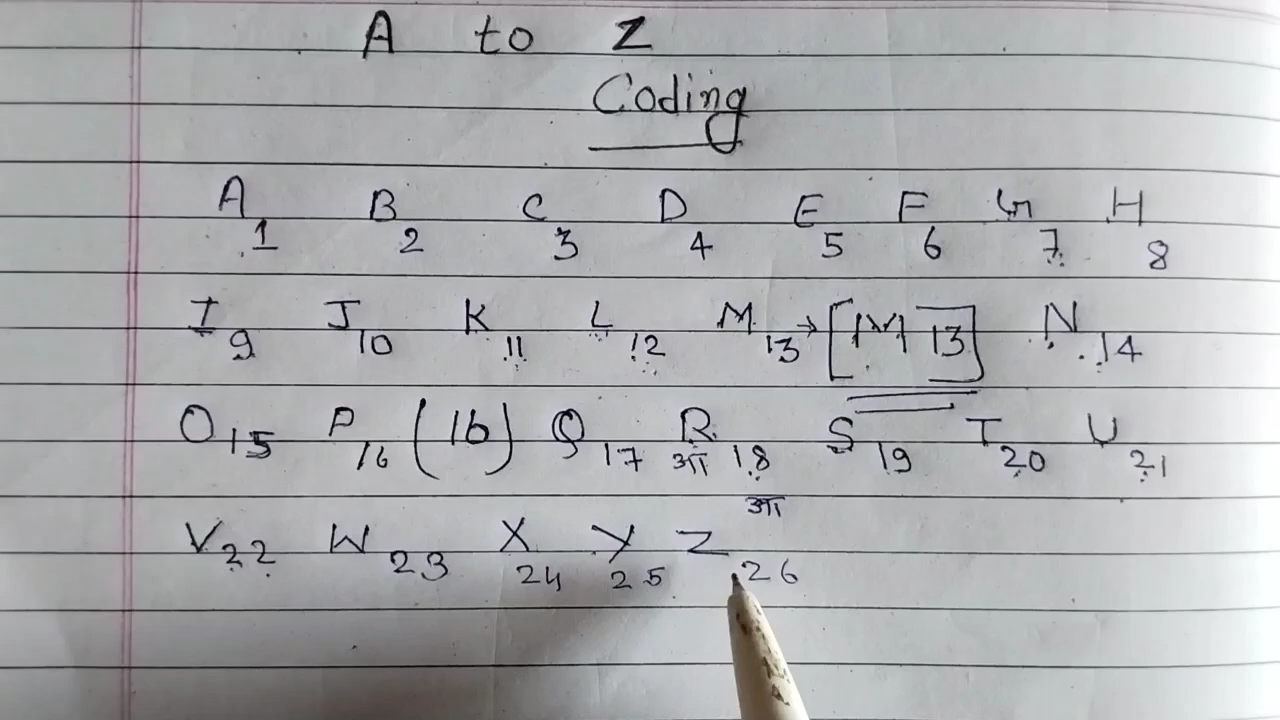 A to Z
Coding
A 1 B 2 C 3 D 4 E 5 F 6 G 7 H 8
I 9 J 10 K 11 L 12 M 13 → [M 13] N 14
O 15 P 16 (16) Q 17 R 18 S 19 T 20 U 21
आ
आ
V 22 W 23 X 24 Y 25 Z 26